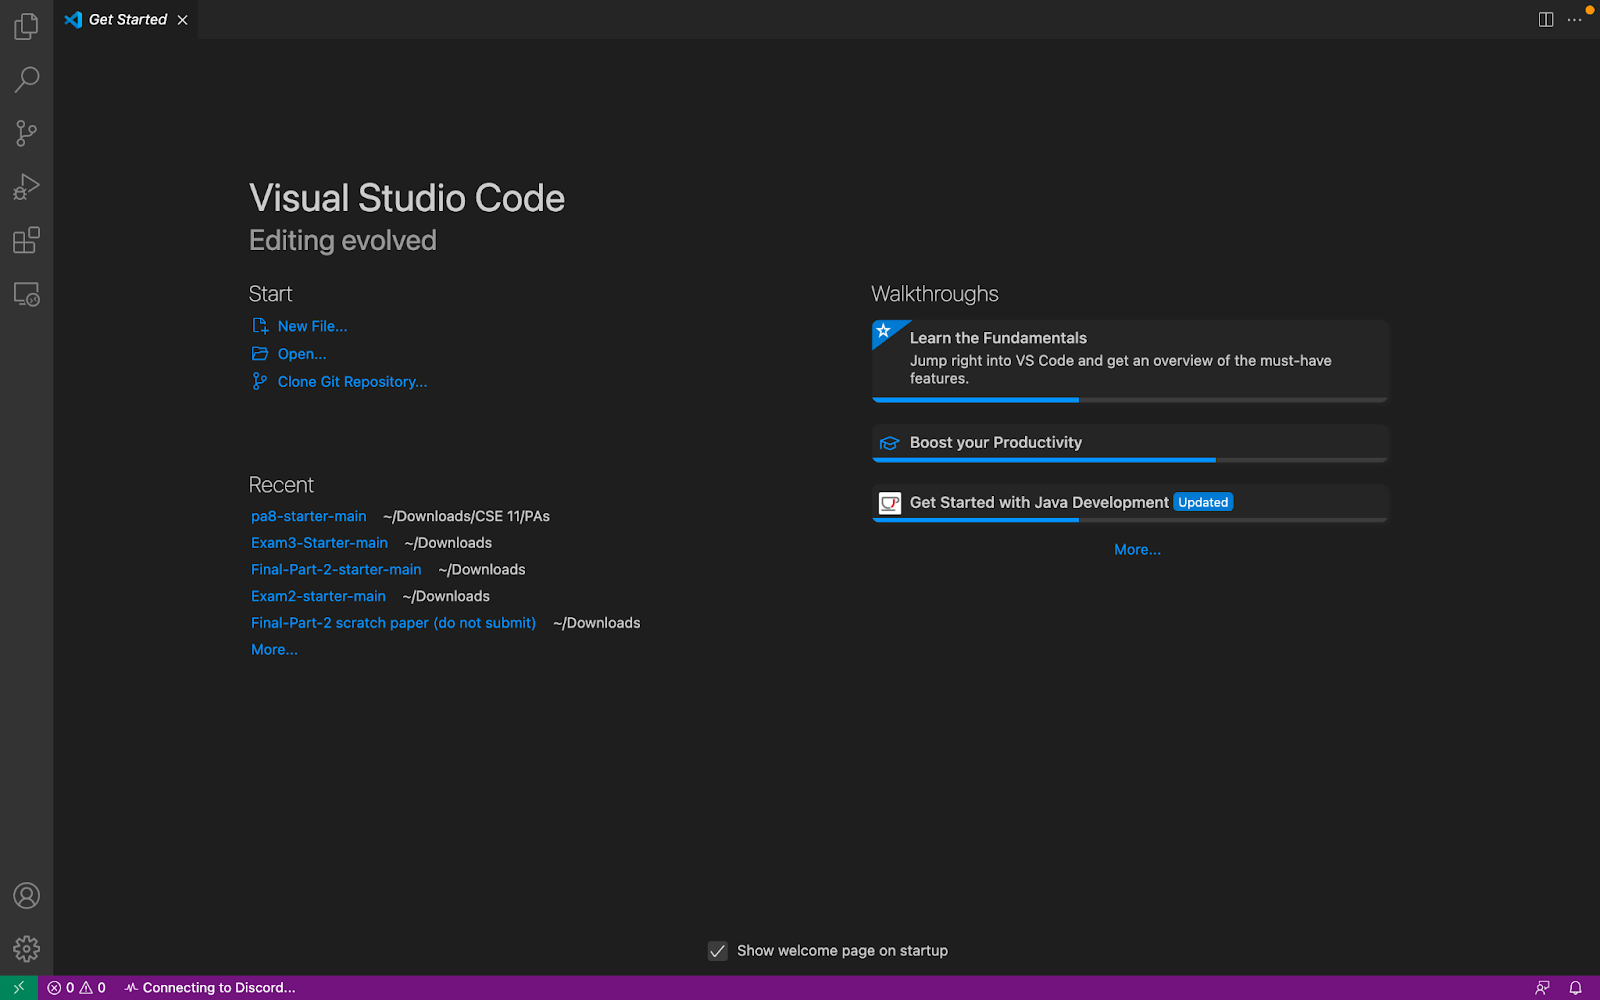 Get Started
Visual Studio Code
Editing evolved
Start
New File...
Open...
Clone Git Repository...
Recent
pa8-starter-main ~/Downloads/CSE 11/PAs
Exam3-Starter-main ~/Downloads
Final-Part-2-starter-main ~/Downloads
Exam2-starter-main ~/Downloads
Final-Part-2 scratch paper (do not submit) ~/Downloads
More...
Walkthroughs
Learn the Fundamentals
Jump right into VS Code and get an overview of the must-have
features.
Boost your Productivity
Get Started with Java Development Updated
More...
Show welcome page on startup
0 0 Connecting to Discord...